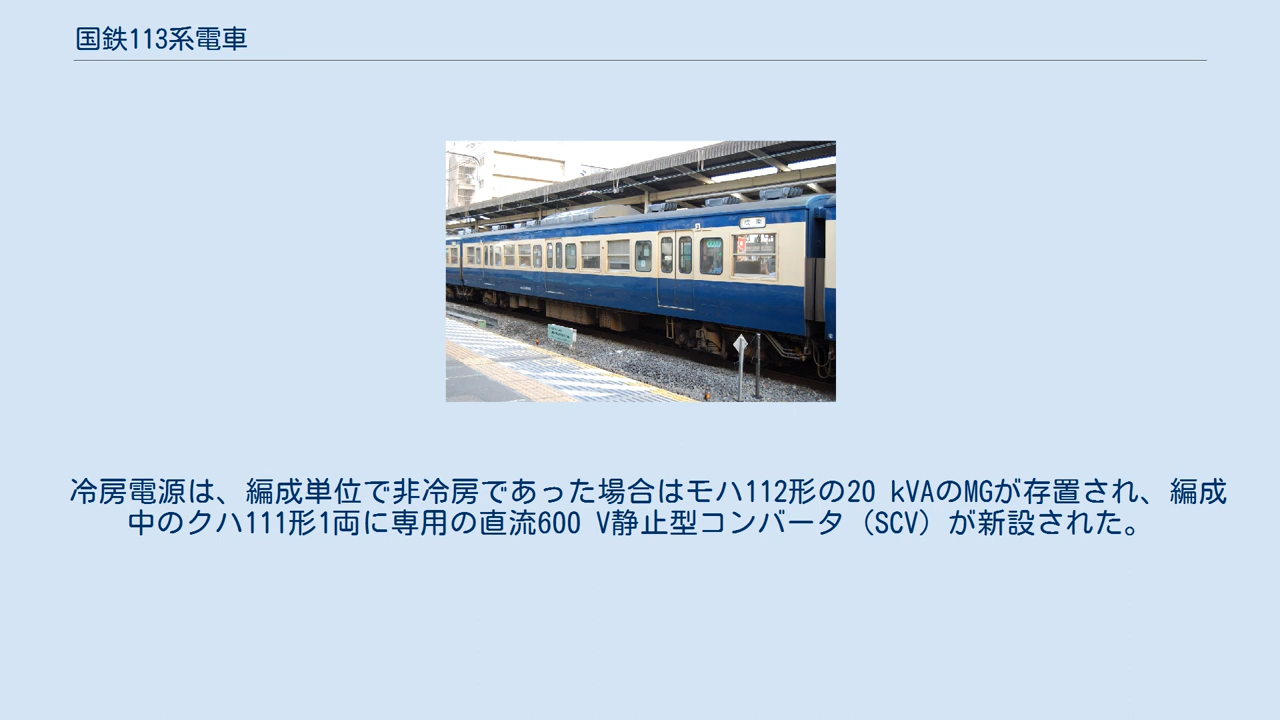 国鉄113系電車
冷房電源は、編成単位で非冷房であった場合はモハ112形の20 kVAのMGが存置され、編成
中のクハ111形1両に専用の直流600 V静止型コンバータ（SCV）が新設された。